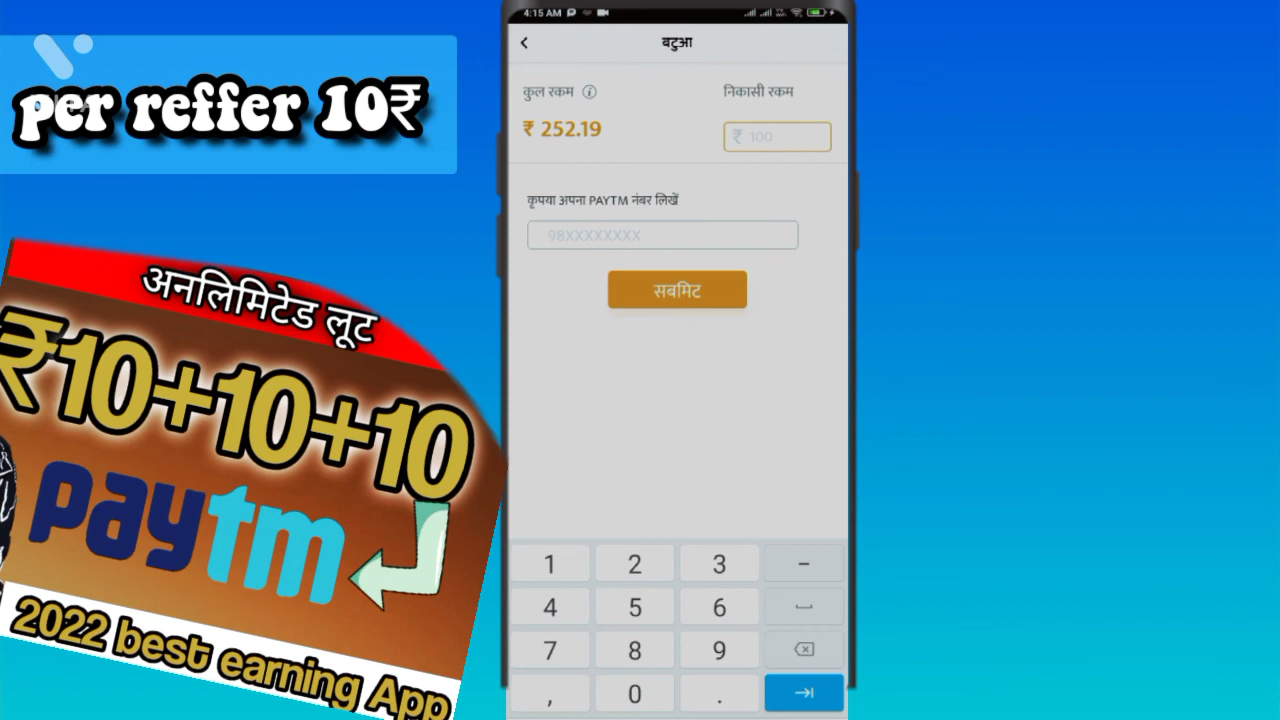 per reffer 10₹
अनलिमिटेड लूट
₹10+10+10
paytm
2022 best earning App
4:15 AM
बटुआ
कुल रकम
निकासी रकम
₹ 252.19
₹ 100
कृपया अपना PAYTM नंबर लिखें
98XXXXXXXX
सबमिट
1 2 3 -
4 5 6
7 8 9
, 0 .